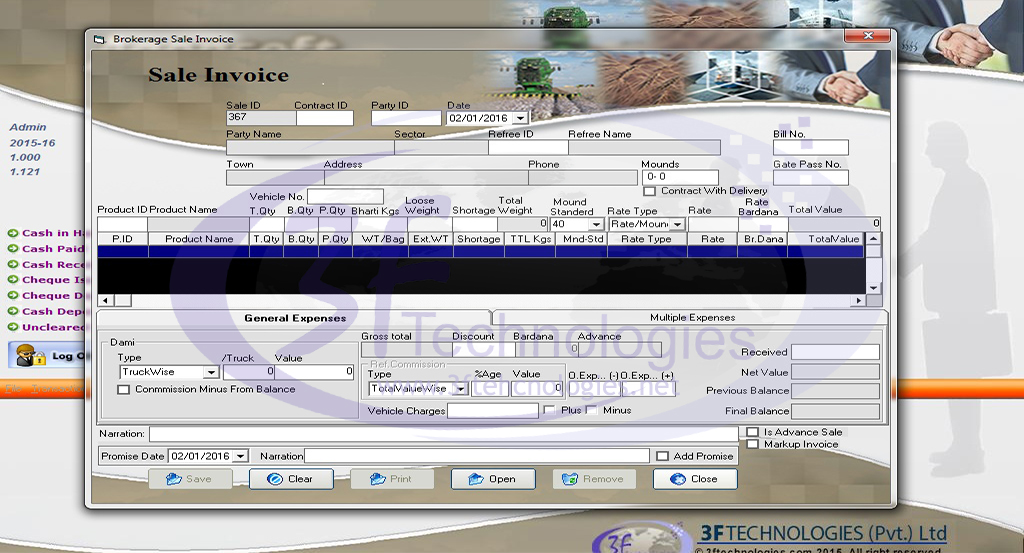 Brokerage Sale Invoice
Sale Invoice
Sale ID Contract ID Party ID Date
367 02/01/2016
Party Name Sector Refree ID Refree Name Bill No.
Town Address Phone Mounds Gate Pass No.
0- 0
Contract With Delivery
Vehicle No.
Product ID Product Name T.Qty B.Qty P.Qty Bharti Kgs Loose Weight Shortage Total Weight Mound Standerd Rate Type Rate Rate Bardana Total Value
0 40 Rate/Moun 0
P.ID Product Name T.Qty B.Qty P.Qty WT/Bag Ext.WT Shortage TTL Kgs Mnd-Std Rate Type Rate Br.Dana TotalValue
General Expenses Multiple Expenses
Dami
Type /Truck Value
TruckWise 0 0
Commission Minus From Balance
Gross total Discount Bardana Advance
0
Ref.Commission
Type %Age Value O.Exp... (-) O.Exp... (+)
TotalValueWise 0
Vehicle Charges Plus Minus
Received
Net Value
Previous Balance
Final Balance
Narration:
Is Advance Sale
Markup Invoice
Promise Date 02/01/2016 Narration Add Promise
Save Clear Print Open Remove Close
Admin
2015-16
1.000
1.121
Cash in H
Cash Paid
Cash Rece
Cheque Is
Cheque D
Cash Depo
Uncleared
Log O
3F Technologies
www.3ftechnologies.net
3F
3FTECHNOLOGIES (Pvt.) Ltd
© 3ftechnologies.com 2015. All right reserved